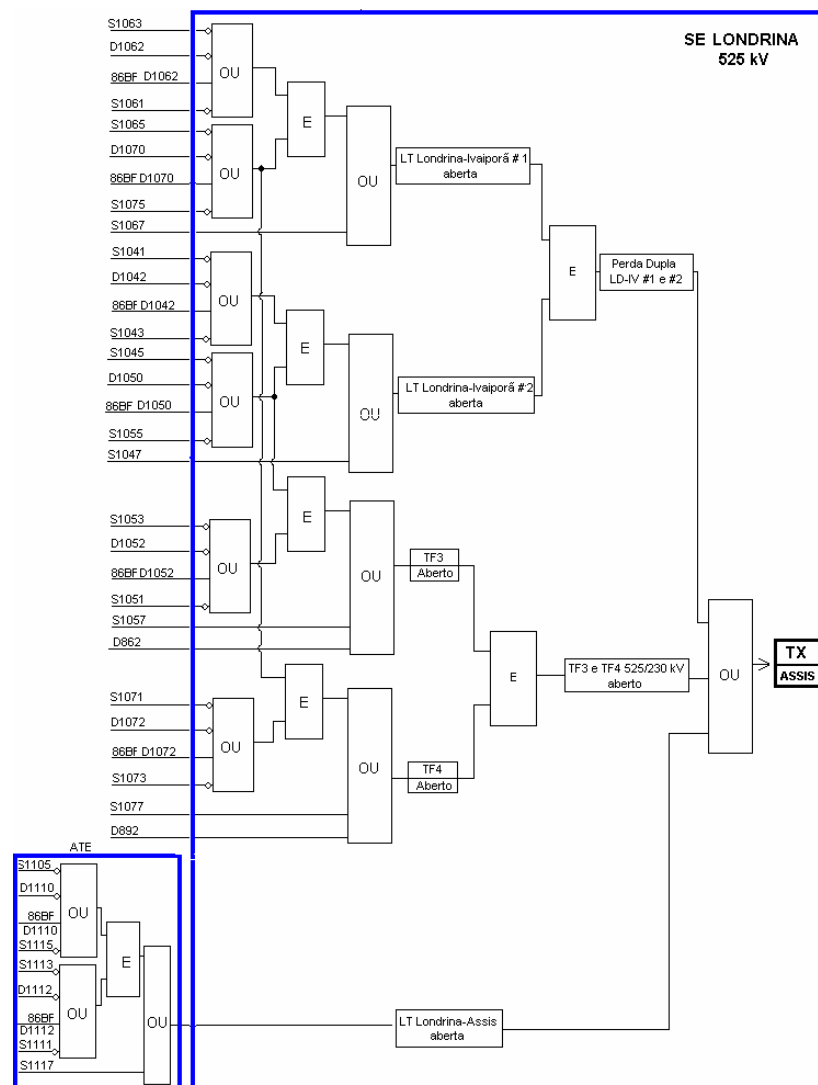 SE LONDRINA
525 kV
S1063
D1062
86BF D1062
S1061
OU
S1065
D1070
86BF D1070
S1075
OU
E
S1067
OU
LT Londrina-Ivaiporã # 1
aberta
S1041
D1042
86BF D1042
S1043
OU
S1045
D1050
86BF D1050
S1055
OU
E
S1047
OU
LT Londrina-Ivaiporã # 2
aberta
E
Perda Dupla
LD-IV #1 e #2
S1053
D1052
86BF D1052
S1051
OU
E
S1057
D862
OU
TF3
Aberto
S1071
D1072
86BF D1072
S1073
OU
E
S1077
D892
OU
TF4
Aberto
E
TF3 e TF4 525/230 kV
aberto
OU
TX
ASSIS
ATE
S1105
D1110
86BF
D1110
S1115
OU
S1113
D1112
86BF
D1112
S1111
OU
E
S1117
OU
LT Londrina-Assis
aberta